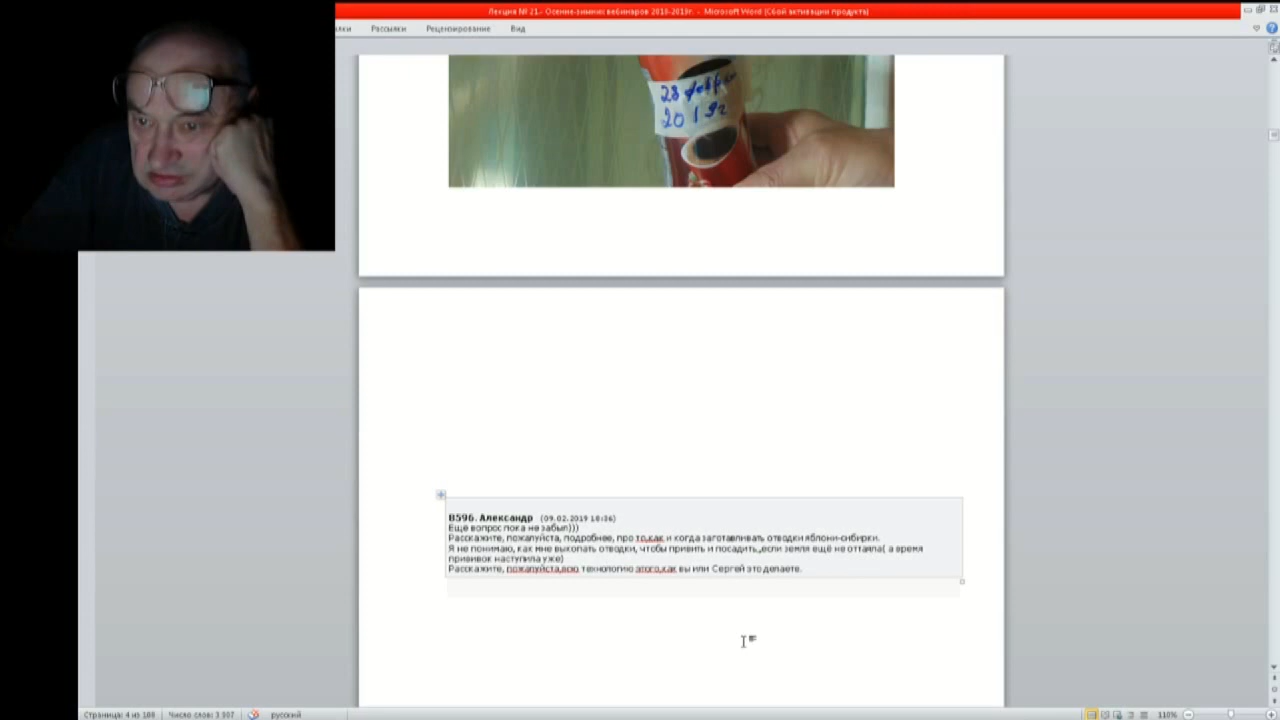 Лекция № 21.- Осенне-зимних вебинаров 2018-2019г. - Microsoft Word (Сбой активации продукта)
Рассылки Рецензирование Вид
28 февраля
2019г
В596. Александр (09.02.2019 18:36)
Еще вопрос пока не забыл)))
Расскажите, пожалуйста, подробнее, про то,как и когда заготавливать отводки яблони-сибирки.
Я не понимаю, как мне выкопать отводки, чтобы привить и посадить,,если земля ещё не оттаяла( а время
прививок наступила уже)
Расскажите, пожалуйста,всю технологию этого,как вы или Сергей это делаете.
Страница: 4 из 108 Число слов: 3 007 русский 110%